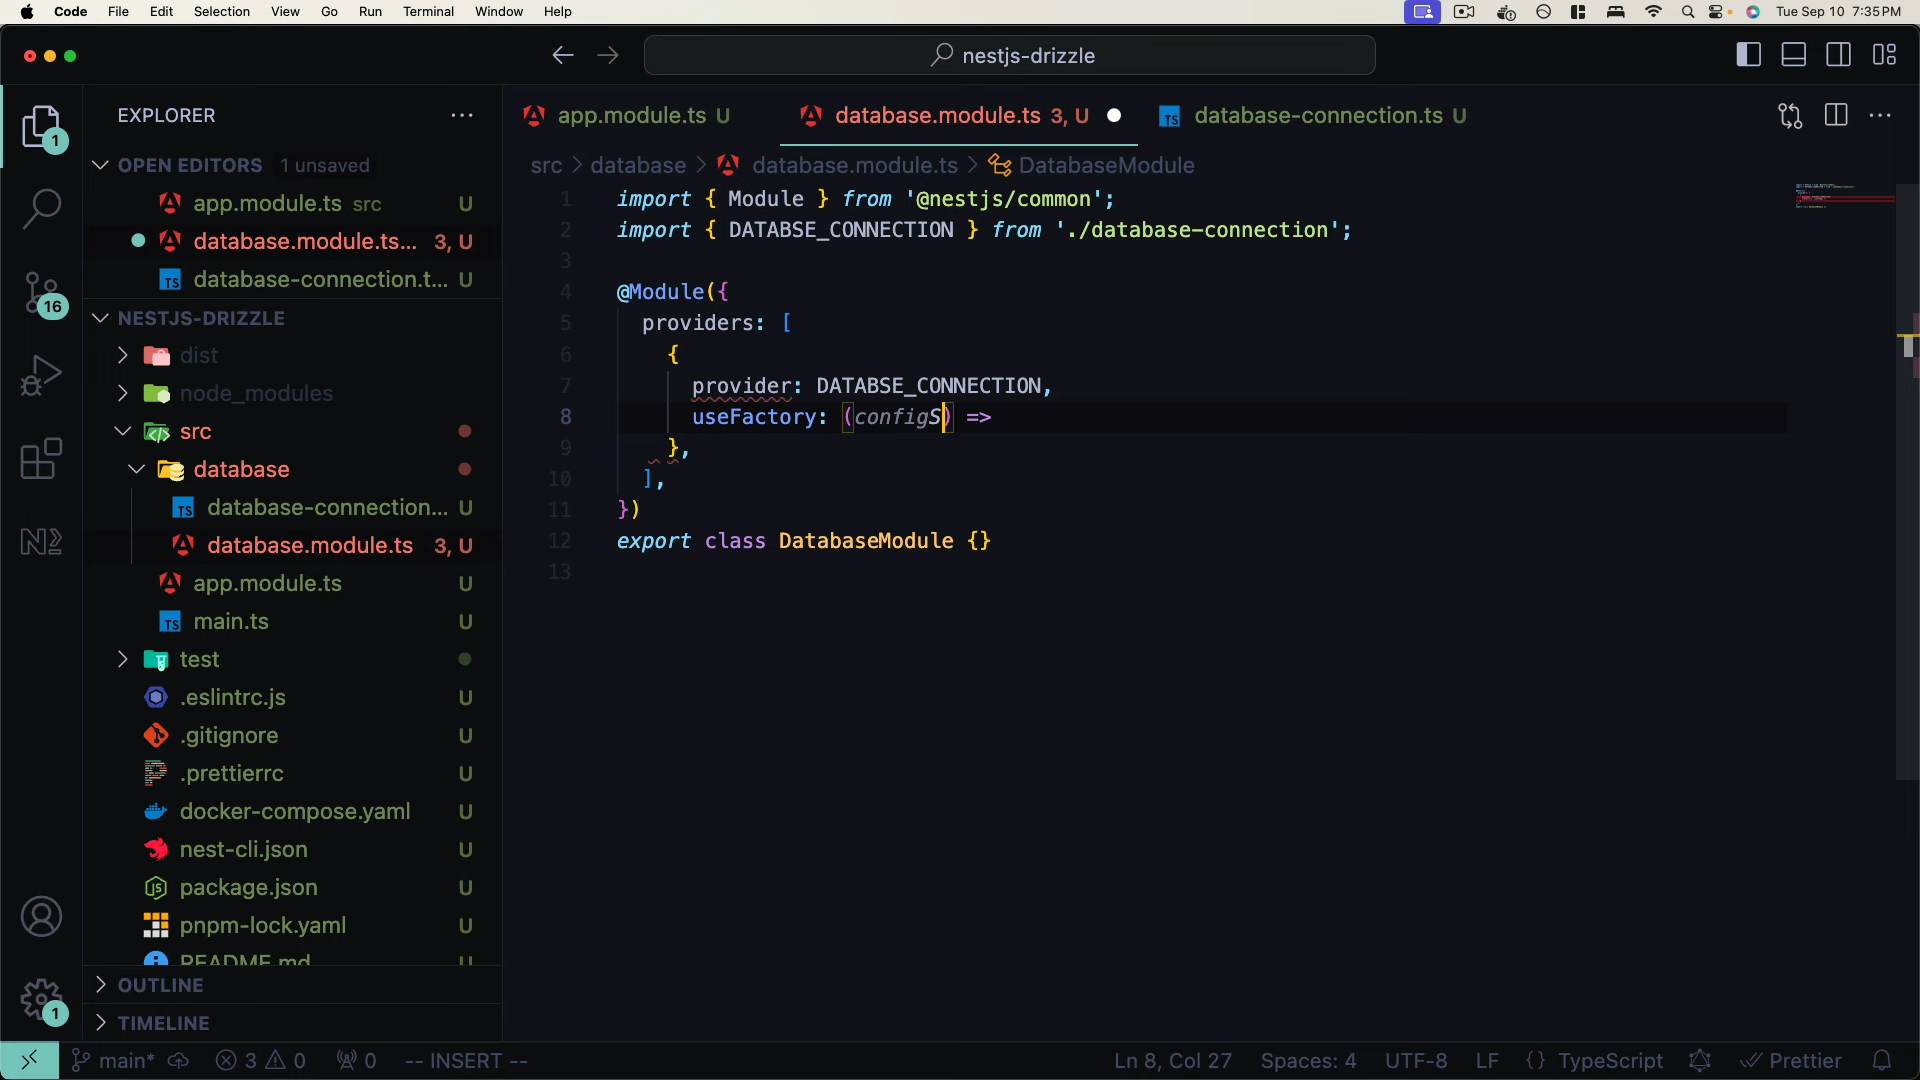 Code File Edit Selection View Go Run Terminal Window Help Tue Sep 10 7:35 PM
nestjs-drizzle
EXPLORER
app.module.ts U
database.module.ts 3, U
database-connection.ts U
OPEN EDITORS 1 unsaved
app.module.ts src U
database.module.ts... 3, U
database-connection.t... U
NESTJS-DRIZZLE
dist
node_modules
src
database
database-connection... U
database.module.ts 3, U
app.module.ts U
main.ts U
test
.eslintrc.js U
.gitignore U
.prettierrc U
docker-compose.yaml U
nest-cli.json U
package.json U
pnpm-lock.yaml U
README.md U
OUTLINE
TIMELINE
1
16
1
src > database > database.module.ts > DatabaseModule
1 import { Module } from '@nestjs/common';
2 import { DATABSE_CONNECTION } from './database-connection';
3
4 @Module({
5 providers: [
6 {
7 provider: DATABSE_CONNECTION,
8 useFactory: (configS) =>
9 },
10 ],
11 })
12 export class DatabaseModule {}
13
main* 3 0 0 -- INSERT -- Ln 8, Col 27 Spaces: 4 UTF-8 LF {} TypeScript Prettier